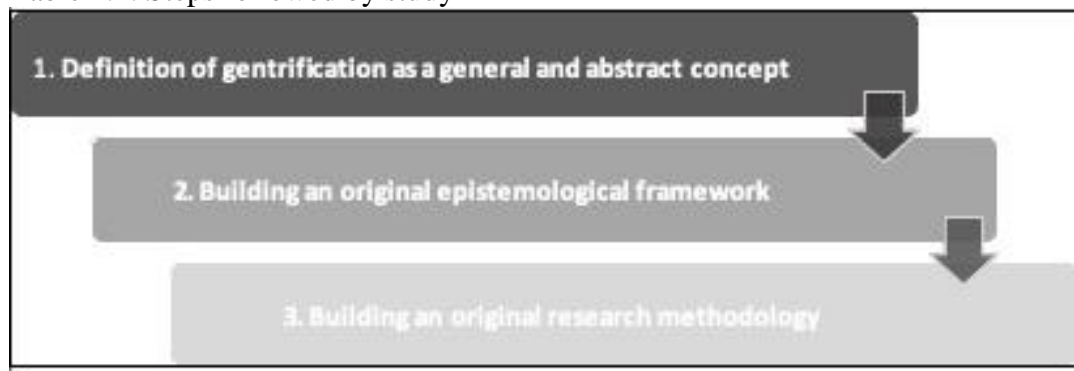 1. Definition of gentrification as a general and abstract concept
2. Building an original epistemological framework
3. Building an original research methodology